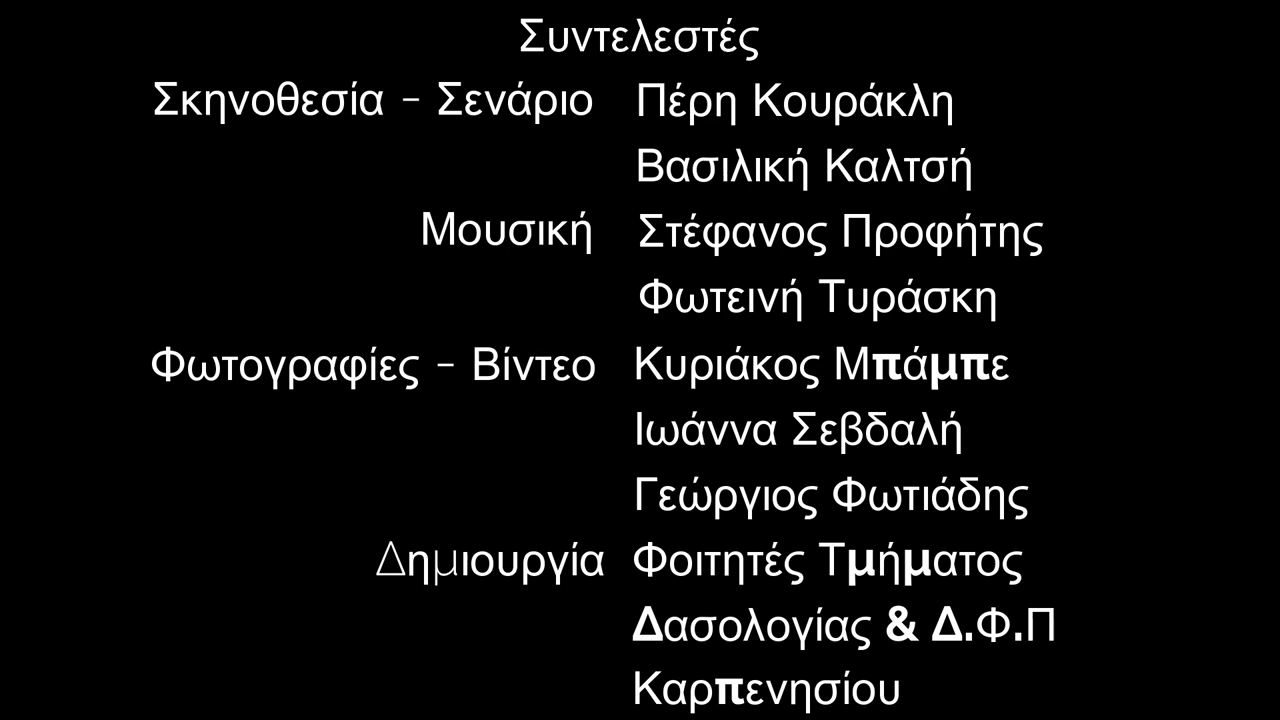 Συντελεστές
Σκηνοθεσία - Σενάριο Πέρη Κουράκλη
Βασιλική Καλτσή
Μουσική Στέφανος Προφήτης
Φωτεινή Τυράσκη
Φωτογραφίες - Βίντεο Κυριάκος Μπάμπε
Ιωάννα Σεβδαλή
Γεώργιος Φωτιάδης
Δημιουργία Φοιτητές Τμήματος
Δασολογίας & Δ.Φ.Π
Καρπενησίου